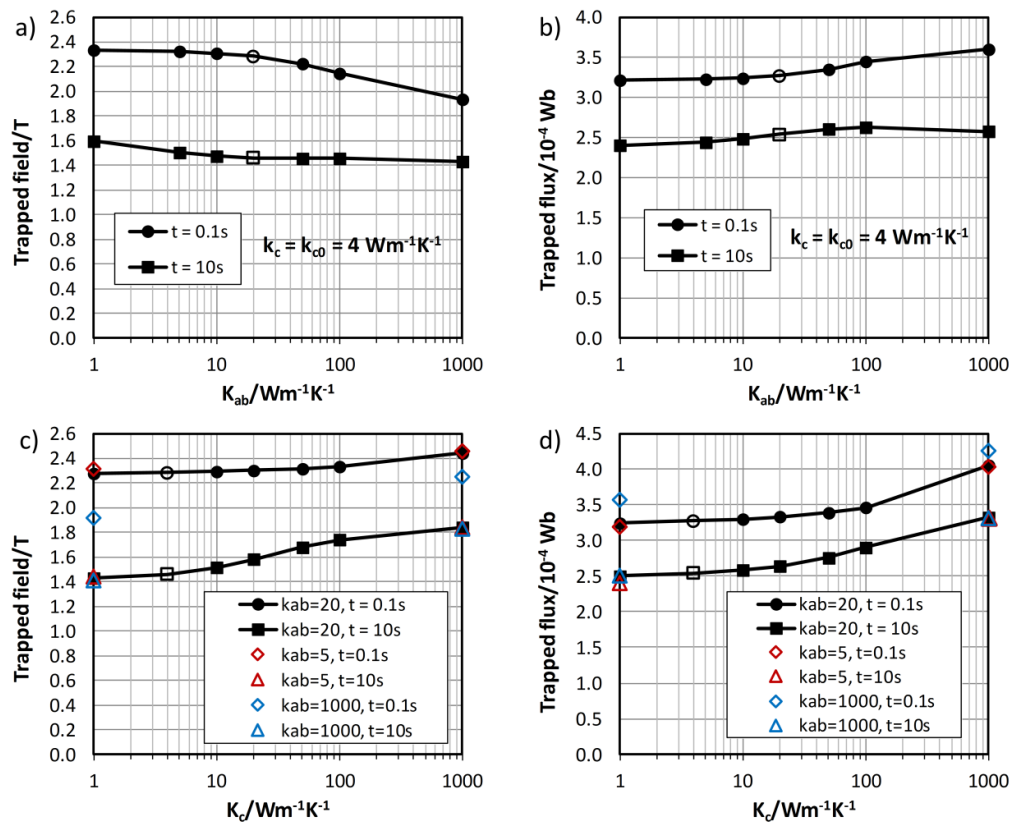 a)
2.6
2.4
2.2
2.0
1.8
1.6
1.4
1.2
1.0
0.8
0.6
0.4
0.2
0.0
Trapped field/T
t = 0.1s
t = 10s
k_c = k_c0 = 4 Wm⁻¹K⁻¹
1 10 100 1000
K_ab/Wm⁻¹K⁻¹
b)
4.5
4.0
3.5
3.0
2.5
2.0
1.5
1.0
0.5
0.0
Trapped flux/10⁻⁴ Wb
t = 0.1s
t = 10s
k_c = k_c0 = 4 Wm⁻¹K⁻¹
1 10 100 1000
K_ab/Wm⁻¹K⁻¹
c)
2.6
2.4
2.2
2.0
1.8
1.6
1.4
1.2
1.0
0.8
0.6
0.4
0.2
0.0
Trapped field/T
kab=20, t = 0.1s
kab=20, t = 10s
kab=5, t=0.1s
kab=5, t=10s
kab=1000, t=0.1s
kab=1000, t=10s
1 10 100 1000
K_c/Wm⁻¹K⁻¹
d)
4.5
4.0
3.5
3.0
2.5
2.0
1.5
1.0
0.5
0.0
Trapped flux/10⁻⁴ Wb
kab=20, t = 0.1s
kab=20, t = 10s
kab=5, t=0.1s
kab=5, t=10s
kab=1000, t=0.1s
kab=1000, t=10s
1 10 100 1000
K_c/Wm⁻¹K⁻¹